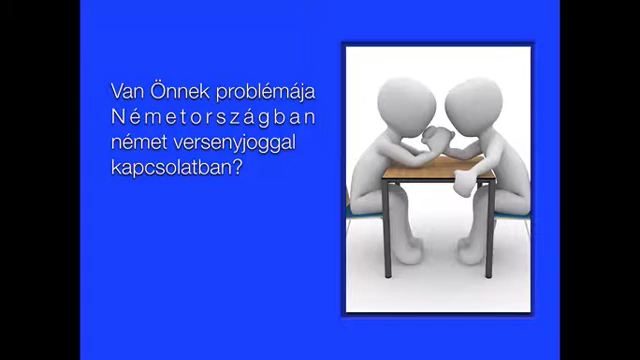 Van Önnek problémája
Németországban
német versenyjoggal
kapcsolatban?